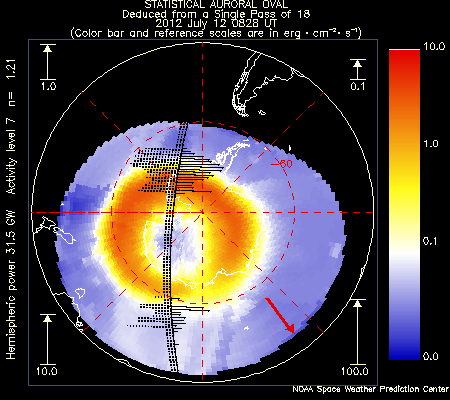 STATISTICAL AURORAL OVAL
Deduced from a Single Pass of 18
2012 July 12 0828 UT
(Color bar and reference scales are in erg·cm⁻²·s⁻¹)
Hemispheric power 31.5 GW Activity level 7 n= 1.21
1.0
0.1
-60
10.0
100.0
10.0
1.0
0.1
0.0
NOAA Space Weather Prediction Center